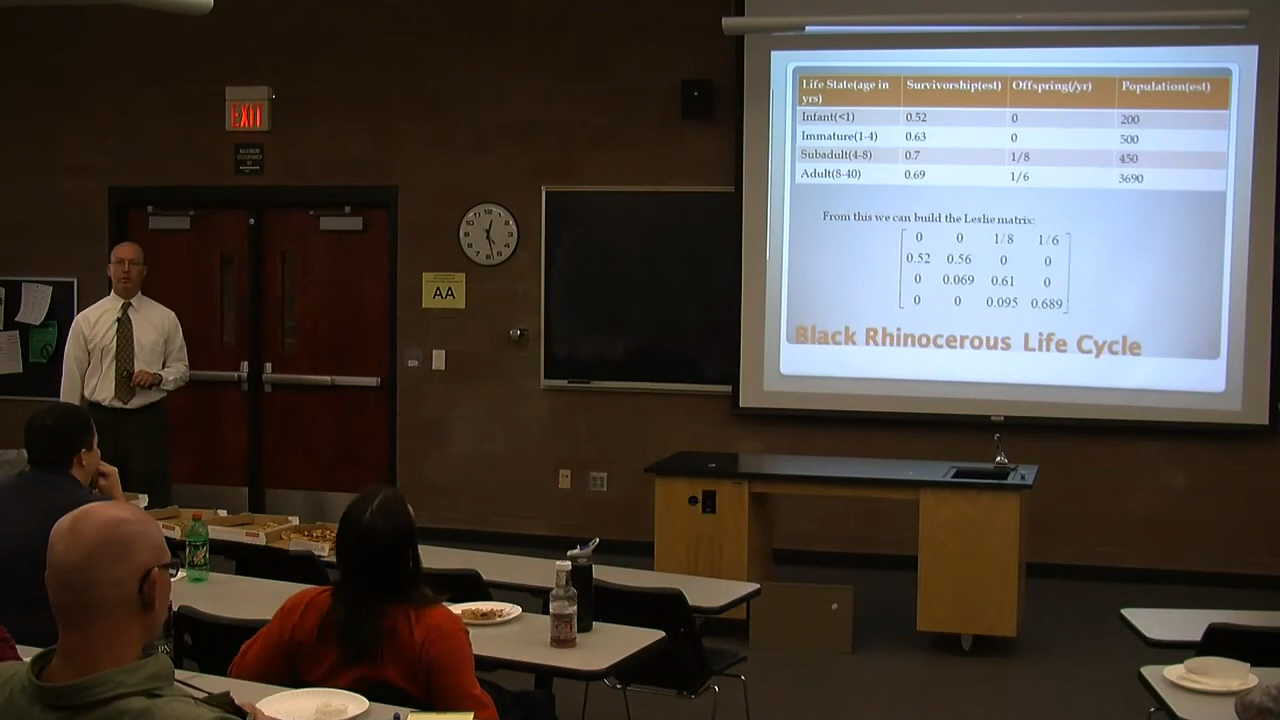 EXIT
MAXIMUM
OCCUPANCY
AA
Life State(age in yrs) Survivorship(est) Offspring(/yr) Population(est)
Infant(<1) 0.52 0 200
Immature(1-4) 0.63 0 500
Subadult(4-8) 0.7 1/8 450
Adult(8-40) 0.69 1/6 3690
From this we can build the Leslie matrix:
0 0 1/8 1/6
0.52 0.56 0 0
0 0.069 0.61 0
0 0 0.095 0.689
Black Rhinocerous Life Cycle